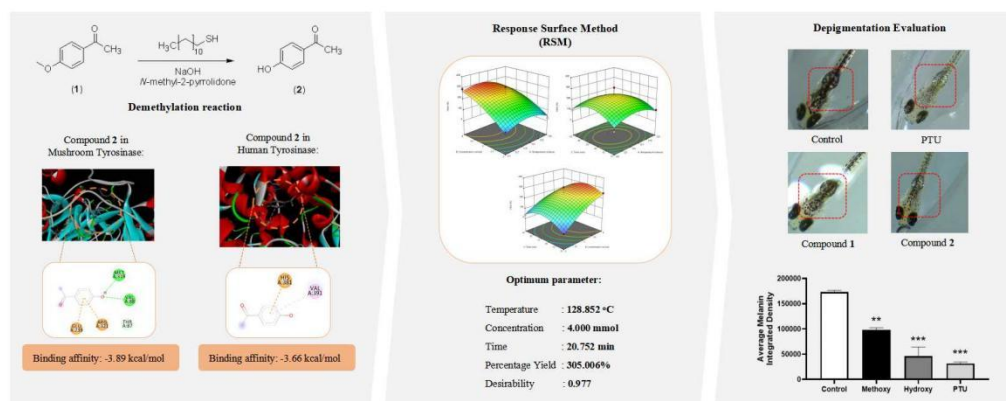 O
CH3
O
(1)
H3C
SH
10
NaOH
N-methyl-2-pyrrolidone
O
CH3
HO
(2)
Demethylation reaction
Compound 2 in
Mushroom Tyrosinase:
Compound 2 in
Human Tyrosinase:
VAL
Binding affinity: -3.89 kcal/mol
Binding affinity: -3.66 kcal/mol
Response Surface Method
(RSM)
Optimum parameter:
Temperature : 128.852 °C
Concentration : 4.000 mmol
Time : 20.752 min
Percentage Yield : 305.006%
Desirability : 0.977
Depigmentation Evaluation
Control
PTU
Compound 1
Compound 2
Average Melanin
Integrated Density
200000
150000
100000
50000
0
**
***
***
Control
Methoxy
Hydroxy
PTU